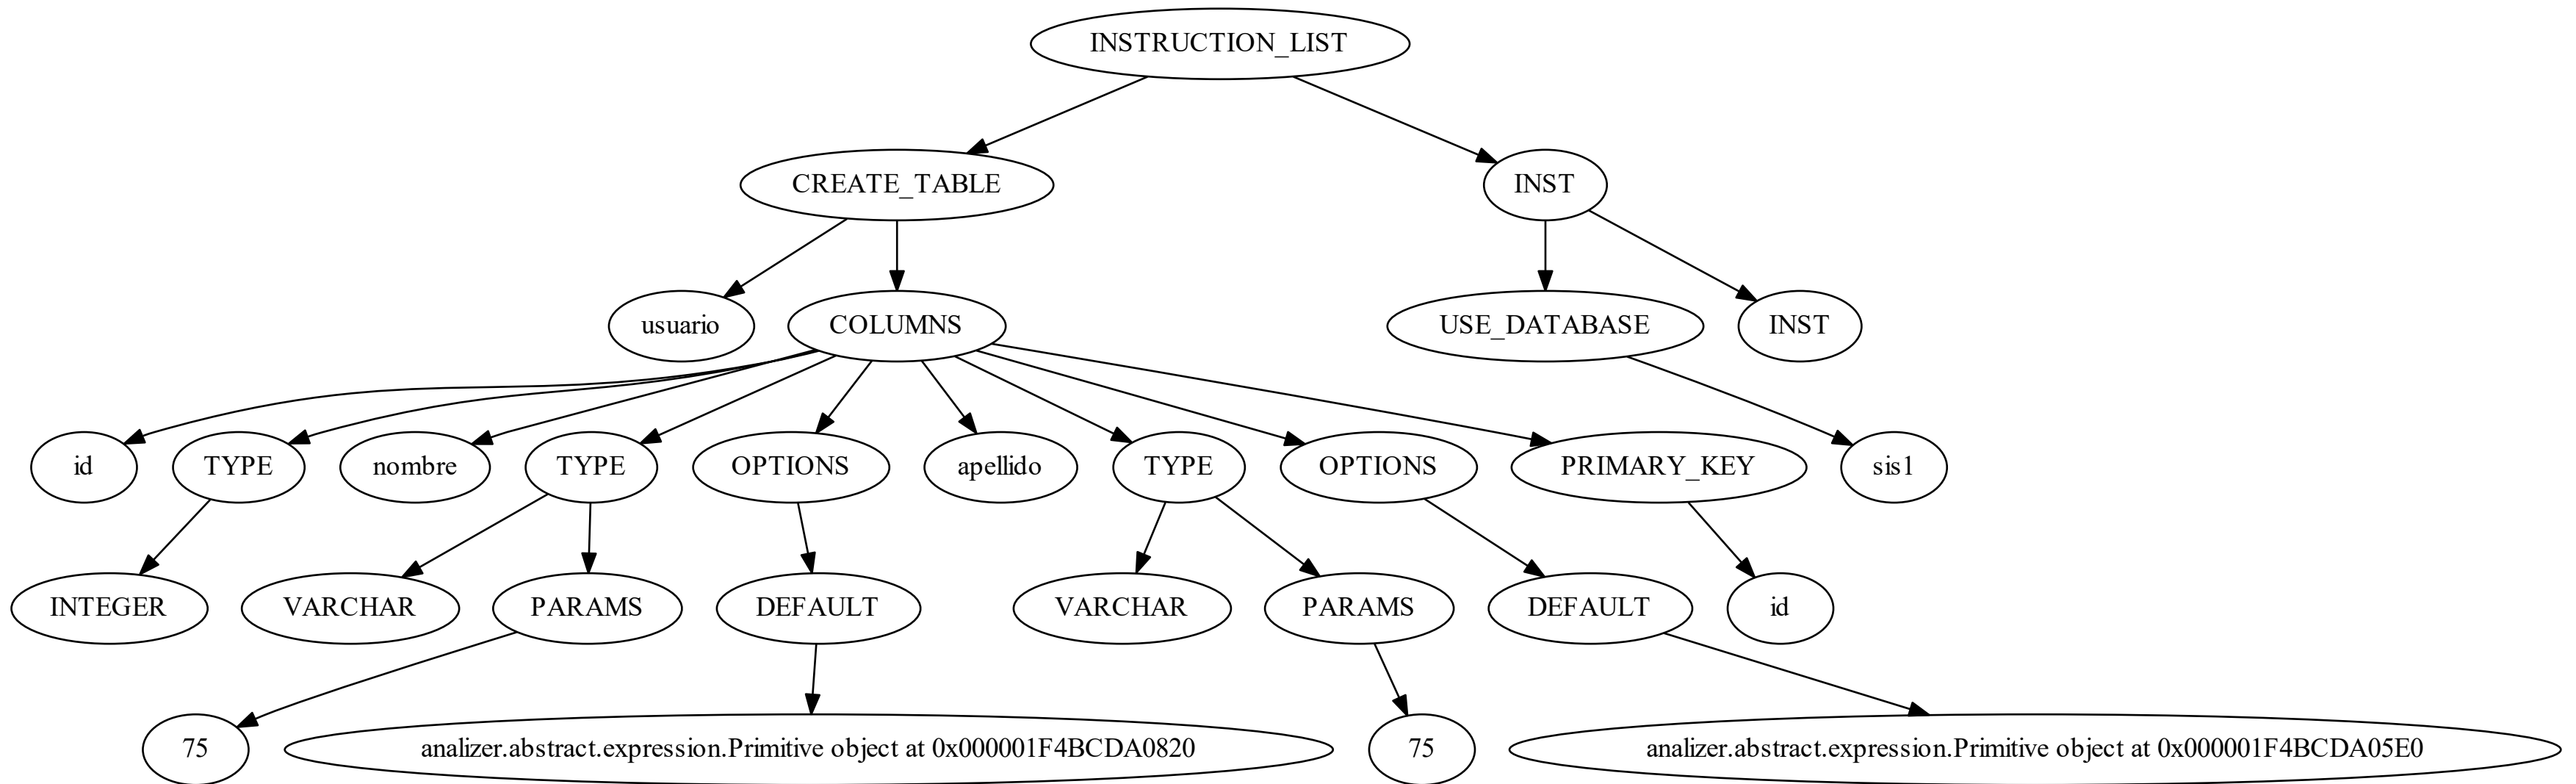 INSTRUCTION_LIST
CREATE_TABLE
INST
usuario
COLUMNS
USE_DATABASE
INST
id
TYPE
nombre
TYPE
OPTIONS
apellido
TYPE
OPTIONS
PRIMARY_KEY
sis1
INTEGER
VARCHAR
PARAMS
DEFAULT
VARCHAR
PARAMS
DEFAULT
id
75
analizer.abstract.expression.Primitive object at 0x000001F4BCDA0820
75
analizer.abstract.expression.Primitive object at 0x000001F4BCDA05E0